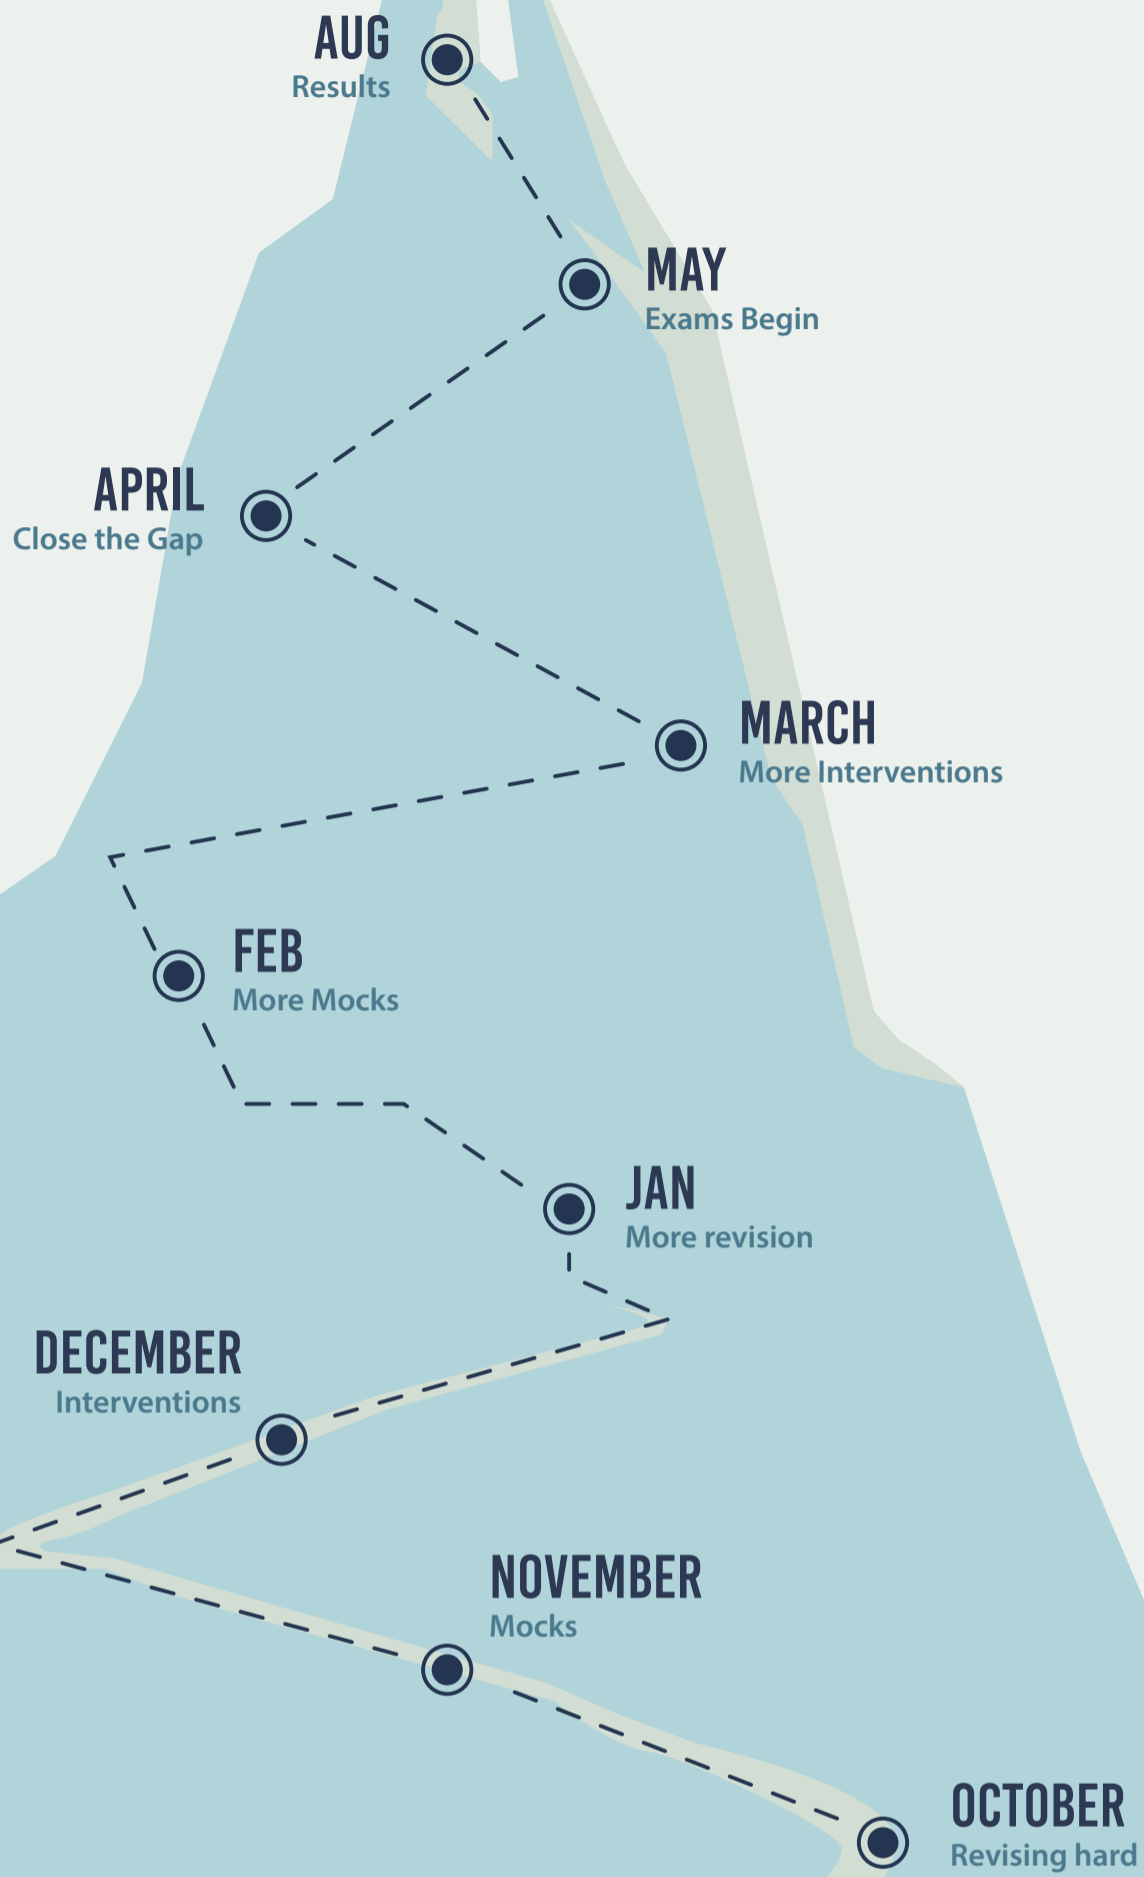 AUG
Results
MAY
Exams Begin
APRIL
Close the Gap
MARCH
More Interventions
FEB
More Mocks
JAN
More revision
DECEMBER
Interventions
NOVEMBER
Mocks
OCTOBER
Revising hard